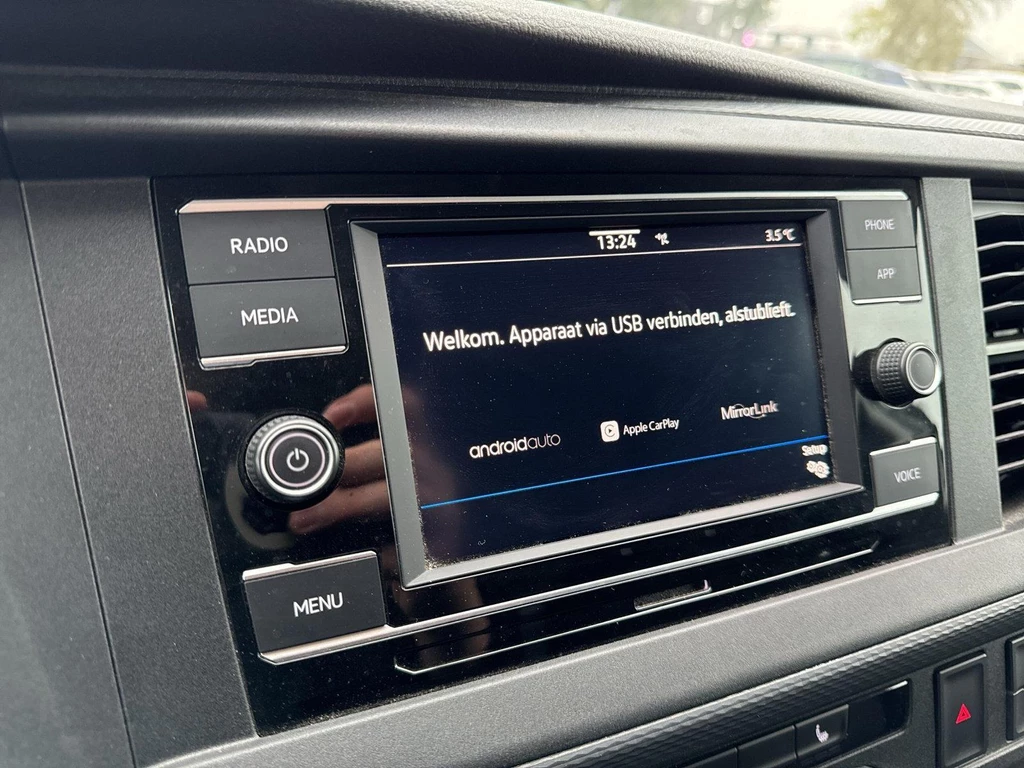 RADIO
MEDIA
MENU
13:24
3.5°C
Welkom. Apparaat via USB verbinden, alstublieft.
androidauto
Apple CarPlay
MirrorLink
Setup
PHONE
APP
VOICE